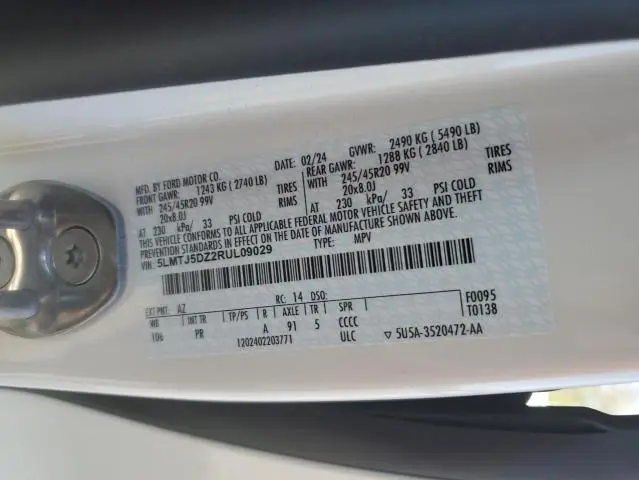 MFD. BY FORD MOTOR CO.
DATE: 02/24 GVWR: 2490 KG ( 5490 LB)
FRONT GAWR: 1243 KG ( 2740 LB) REAR GAWR: 1288 KG ( 2840 LB)
WITH 245/45R20 99V TIRES WITH 245/45R20 99V TIRES
20x8.0J RIMS 20x8.0J RIMS
AT 230 kPa/ 33 PSI COLD AT 230 kPa/ 33 PSI COLD
THIS VEHICLE CONFORMS TO ALL APPLICABLE FEDERAL MOTOR VEHICLE SAFETY AND THEFT
PREVENTION STANDARDS IN EFFECT ON THE DATE OF MANUFACTURE SHOWN ABOVE.
VIN: 5LMTJ5DZ2RUL09029 TYPE: MPV
EXT PNT: AZ RC: 14 DSO: F0095
WB INT TR TP/PS R AXLE TR SPR T0138
106 PR A 91 5 CCCC
1202402203771 ULC ▽ 5U5A-3520472-AA